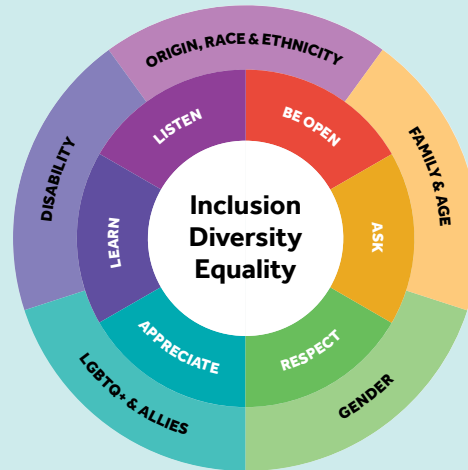 ORIGIN, RACE & ETHNICITY
FAMILY & AGE
GENDER
LGBTQ+ & ALLIES
DISABILITY
LISTEN
BE OPEN
ASK
RESPECT
APPRECIATE
LEARN
Inclusion
Diversity
Equality